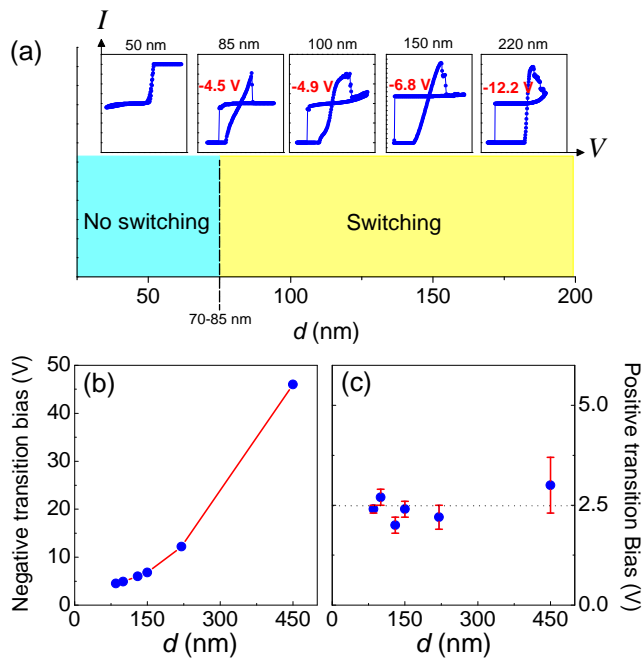 (a)
I
50 nm 85 nm 100 nm 150 nm 220 nm
-4.5 V -4.9 V -6.8 V -12.2 V
V
No switching Switching
50 100 150 200
70-85 nm
d (nm)
(b) (c)
Negative transition bias (V)
50
40
30
20
10
0
0 150 300 450
d (nm)
0 150 300 450
d (nm)
5.0
2.5
0.0
Positive transition Bias (V)